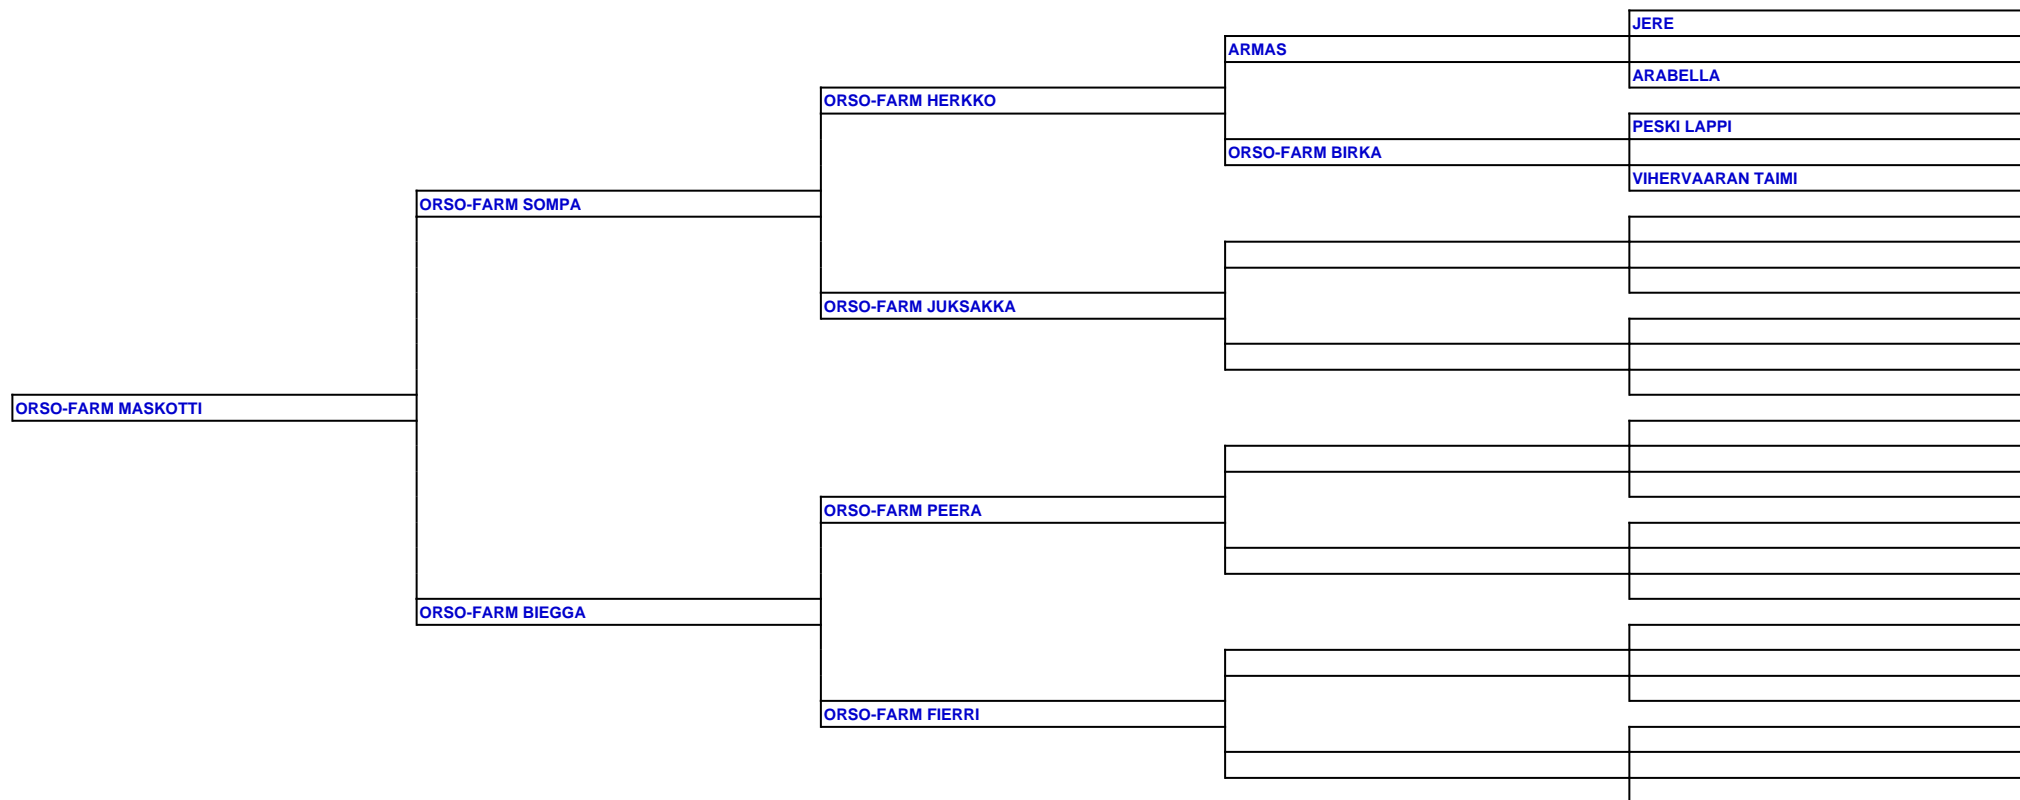 JERE
ARMAS
ARABELLA
ORSO-FARM HERKKO
PESKI LAPPI
ORSO-FARM BIRKA
VIHERVAARAN TAIMI
ORSO-FARM SOMPA
ORSO-FARM JUKSAKKA
ORSO-FARM MASKOTTI
ORSO-FARM PEERA
ORSO-FARM BIEGGA
ORSO-FARM FIERRI